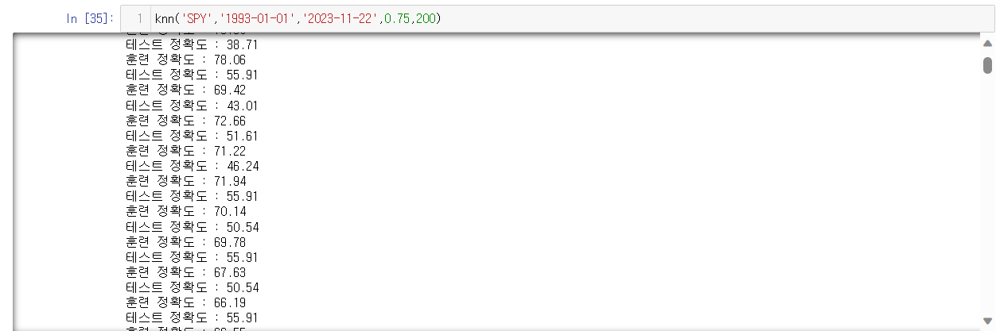 In [35]: 1 knn('SPY','1993-01-01','2023-11-22',0.75,200)
테스트 정확도 : 38.71
훈련 정확도 : 78.06
테스트 정확도 : 55.91
훈련 정확도 : 69.42
테스트 정확도 : 43.01
훈련 정확도 : 72.66
테스트 정확도 : 51.61
훈련 정확도 : 71.22
테스트 정확도 : 46.24
훈련 정확도 : 71.94
테스트 정확도 : 55.91
훈련 정확도 : 70.14
테스트 정확도 : 50.54
훈련 정확도 : 69.78
테스트 정확도 : 55.91
훈련 정확도 : 67.63
테스트 정확도 : 50.54
훈련 정확도 : 66.19
테스트 정확도 : 55.91